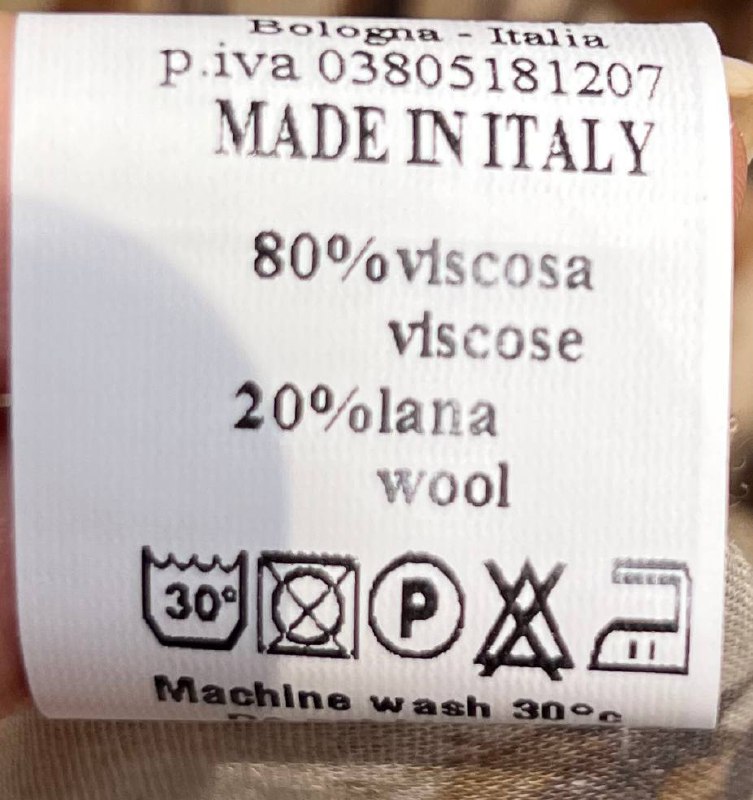 Bologna - Italia
p.iva 03805181207
MADE IN ITALY
80%viscosa
viscose
20%lana
wool
30° P
Machine wash 30°c